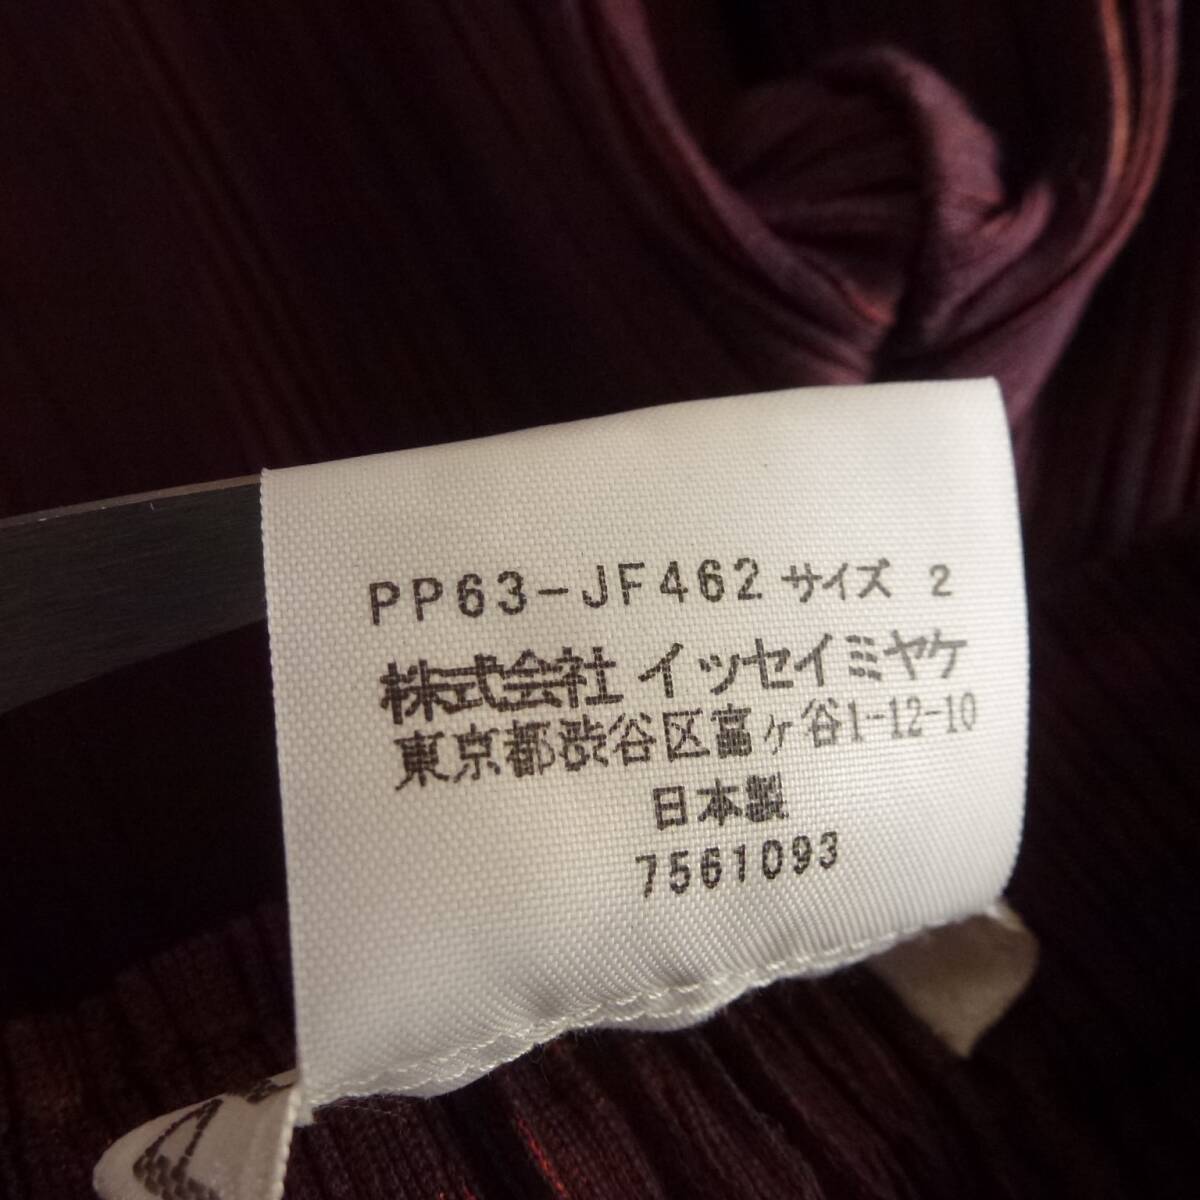 PP63-JF462 サイズ 2
株式会社 イッセイミヤケ
東京都渋谷区富ヶ谷1-12-10
日本製
7561093